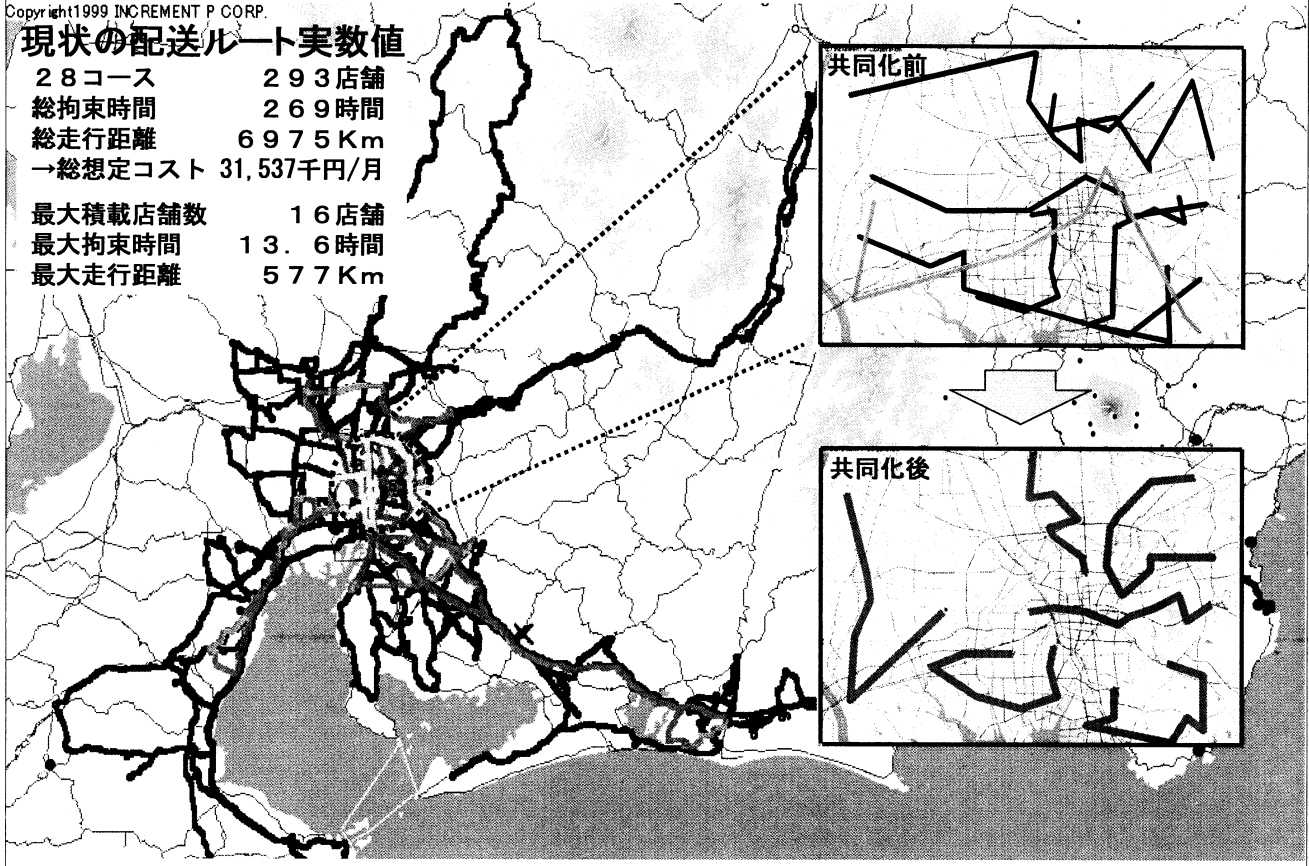 Copyright1999 INCREMENT P CORP.
現状の配送ルート実数値
28コース 293店舗
総拘束時間 269時間
総走行距離 6975Km
→総想定コスト 31,537千円/月
最大積載店舗数 16店舗
最大拘束時間 13.6時間
最大走行距離 577Km
共同化前
共同化後